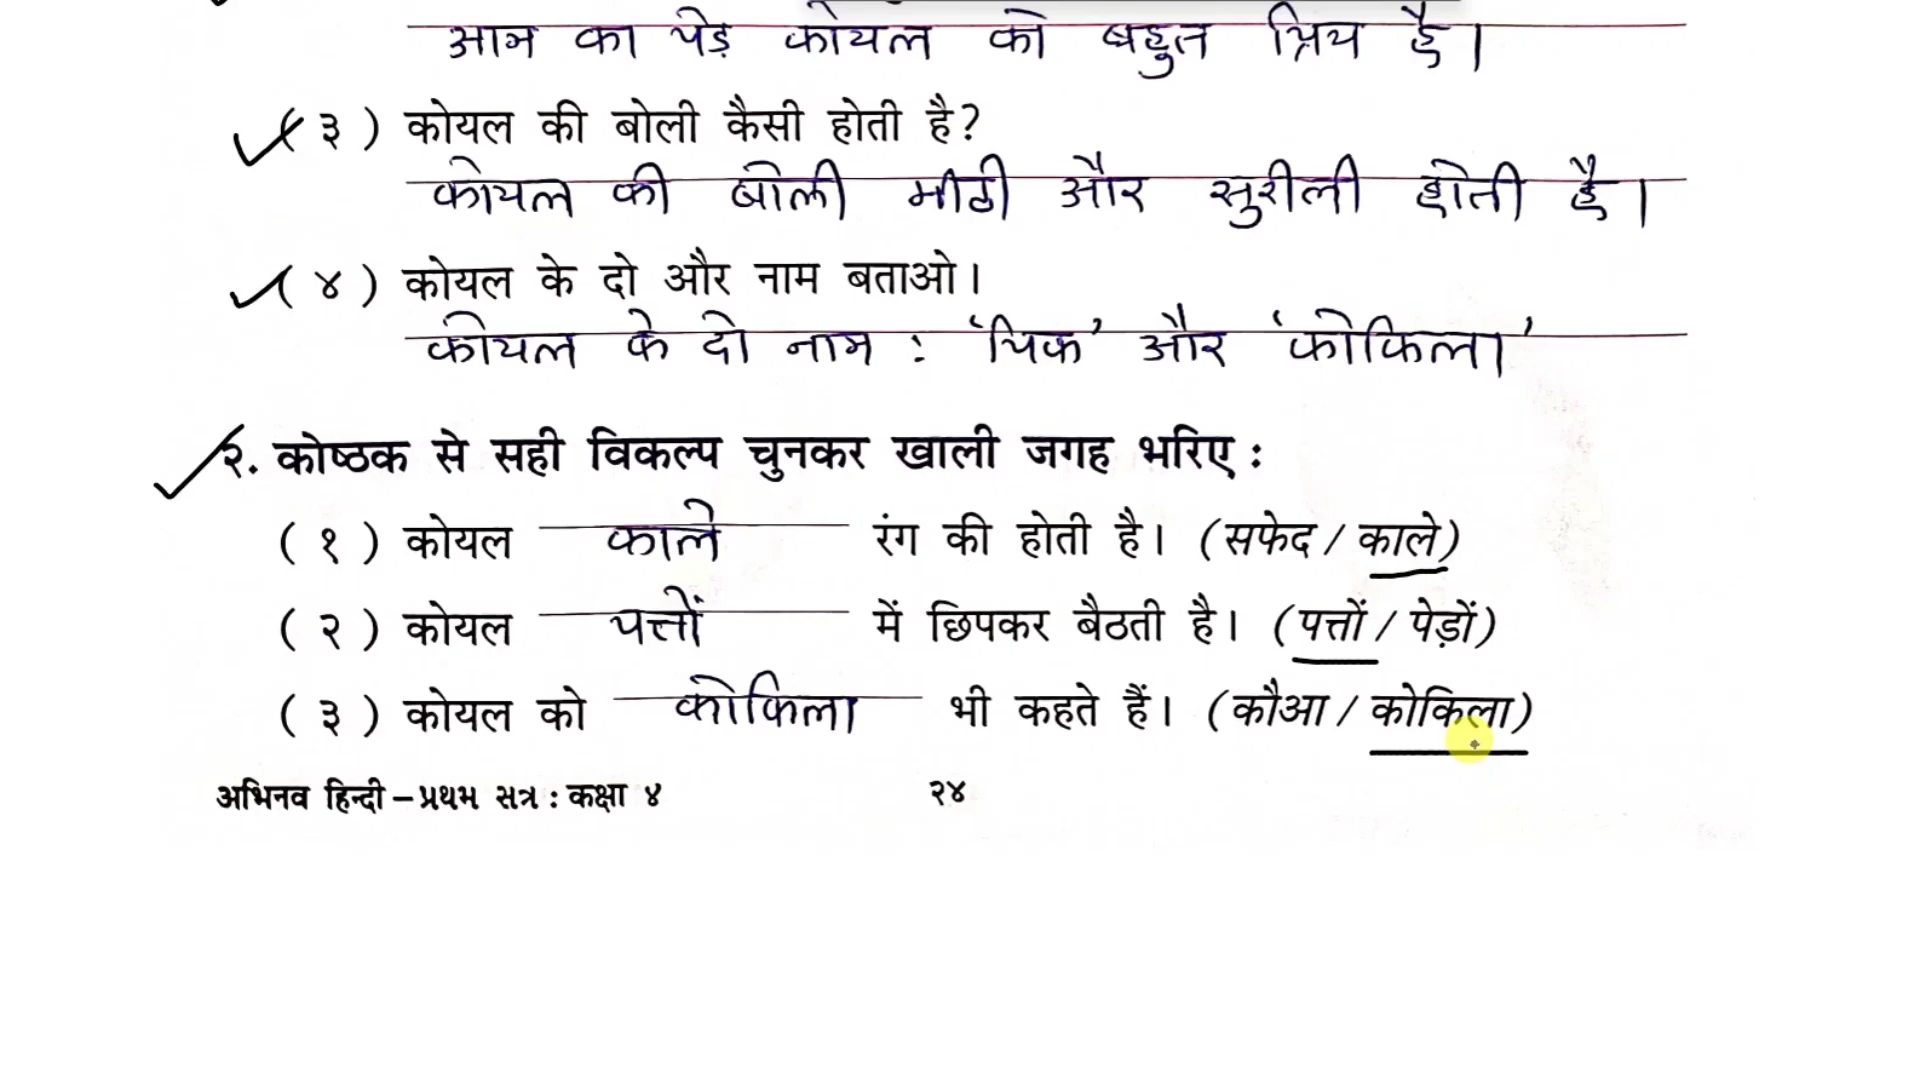 आम का पेड़ कोयल को बहुत प्रिय है।
(३) कोयल की बोली कैसी होती है?
कोयल की बोली मीठी और सुरीली होती है।
(४) कोयल के दो और नाम बताओ।
कोयल के दो नाम : 'पिक' और 'कोकिला'
२. कोष्ठक से सही विकल्प चुनकर खाली जगह भरिए :
(१) कोयल काले रंग की होती है। (सफेद / काले)
(२) कोयल पत्तों में छिपकर बैठती है। (पत्तों / पेड़ों)
(३) कोयल को कोकिला भी कहते हैं। (कौआ / कोकिला)
अभिनव हिन्दी – प्रथम सत्र : कक्षा ४ २४